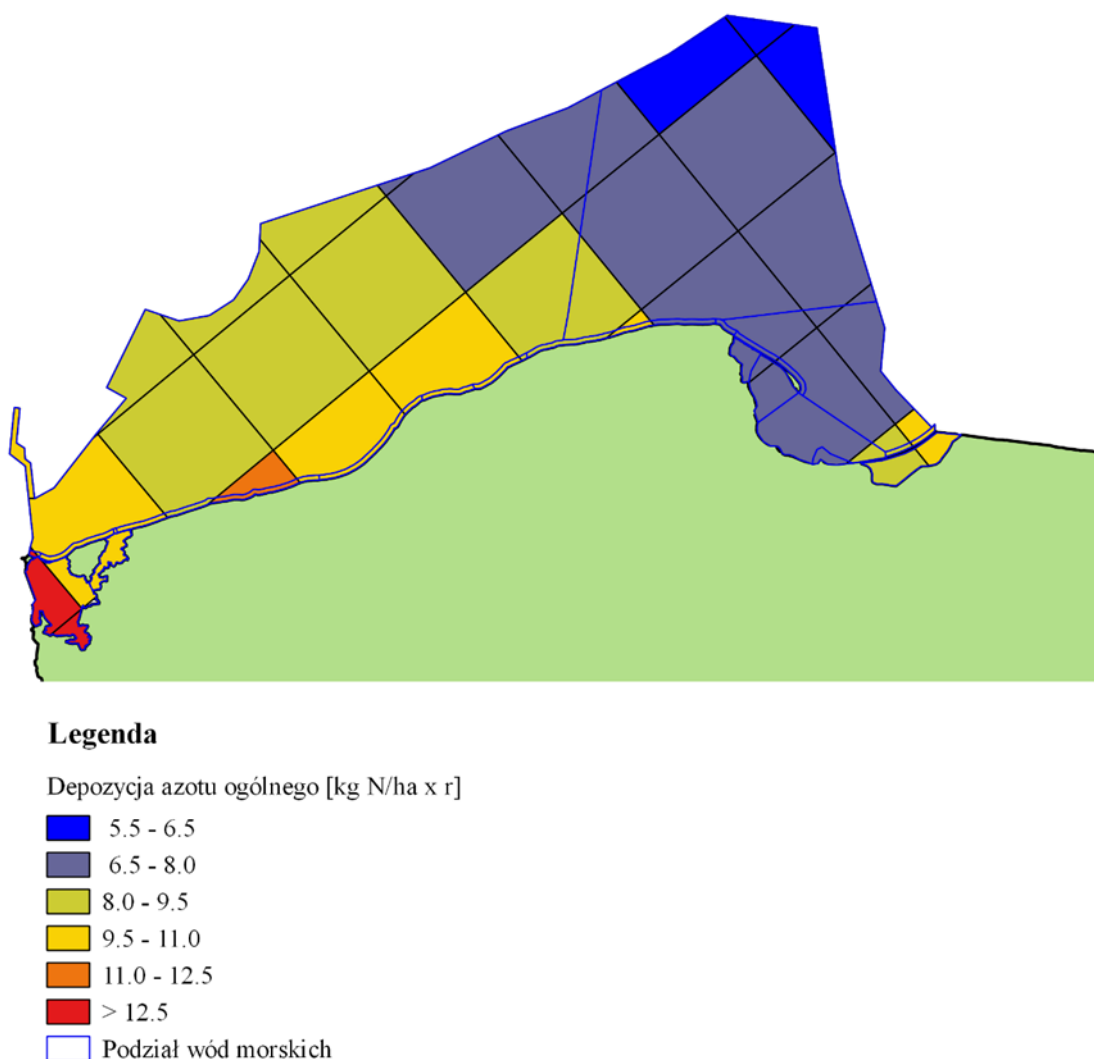 Legenda
Depozycja azotu ogólnego [kg N/ha x r]
5.5 - 6.5
6.5 - 8.0
8.0 - 9.5
9.5 - 11.0
11.0 - 12.5
> 12.5
Podział wód morskich